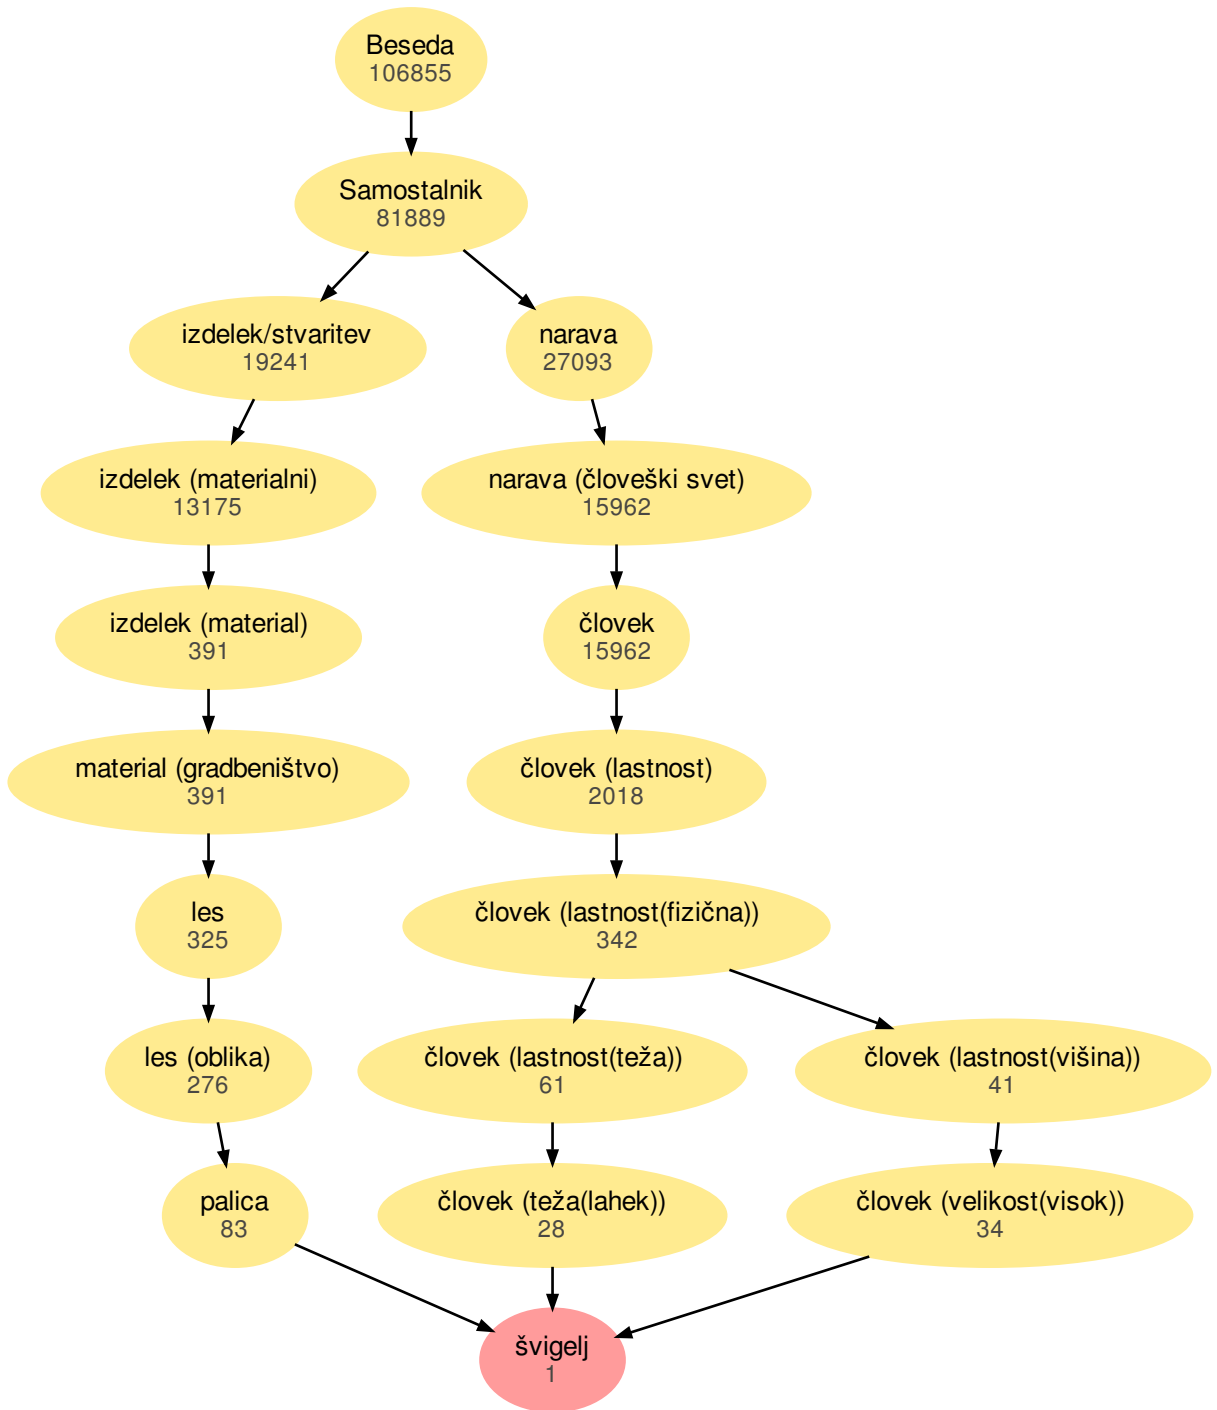 Beseda
106855
Samostalnik
81889
izdelek/stvaritev
19241
narava
27093
izdelek (materialni)
13175
narava (človeški svet)
15962
izdelek (material)
391
človek
15962
material (gradbeništvo)
391
človek (lastnost)
2018
les
325
človek (lastnost(fizična))
342
les (oblika)
276
človek (lastnost(teža))
61
človek (lastnost(višina))
41
palica
83
človek (teža(lahek))
28
človek (velikost(visok))
34
švigelj
1